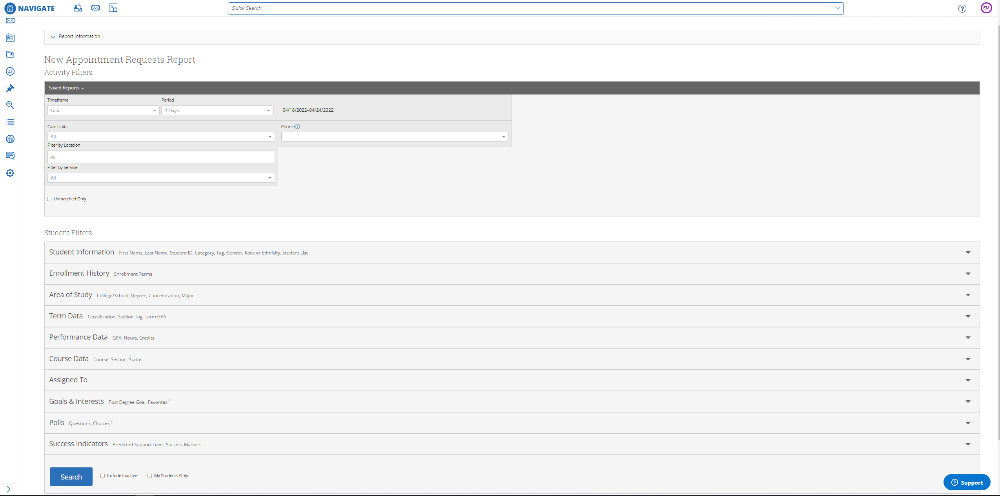 NAVIGATE
Quick Search
?
EM
Report Information
New Appointment Requests Report
Activity Filters
Saved Reports
Timeframe Period
Last 7 Days 04/18/2022–04/24/2022
Care Units Course
All
Filter by Location
All
Filter by Service
All
Unmatched Only
Student Filters
Student Information First Name, Last Name, Student ID, Category, Tag, Gender, Race or Ethnicity, Student List
Enrollment History Enrollment Terms
Area of Study College/School, Degree, Concentration, Major
Term Data Classification, Section Tag, Term GPA
Performance Data GPA, Hours, Credits
Course Data Course, Section, Status
Assigned To
Goals & Interests Post Degree Goal, Favorites?
Polls Questions, Choices?
Success Indicators Predicted Support Level, Success Markers
Search Include Inactive My Students Only
? Support